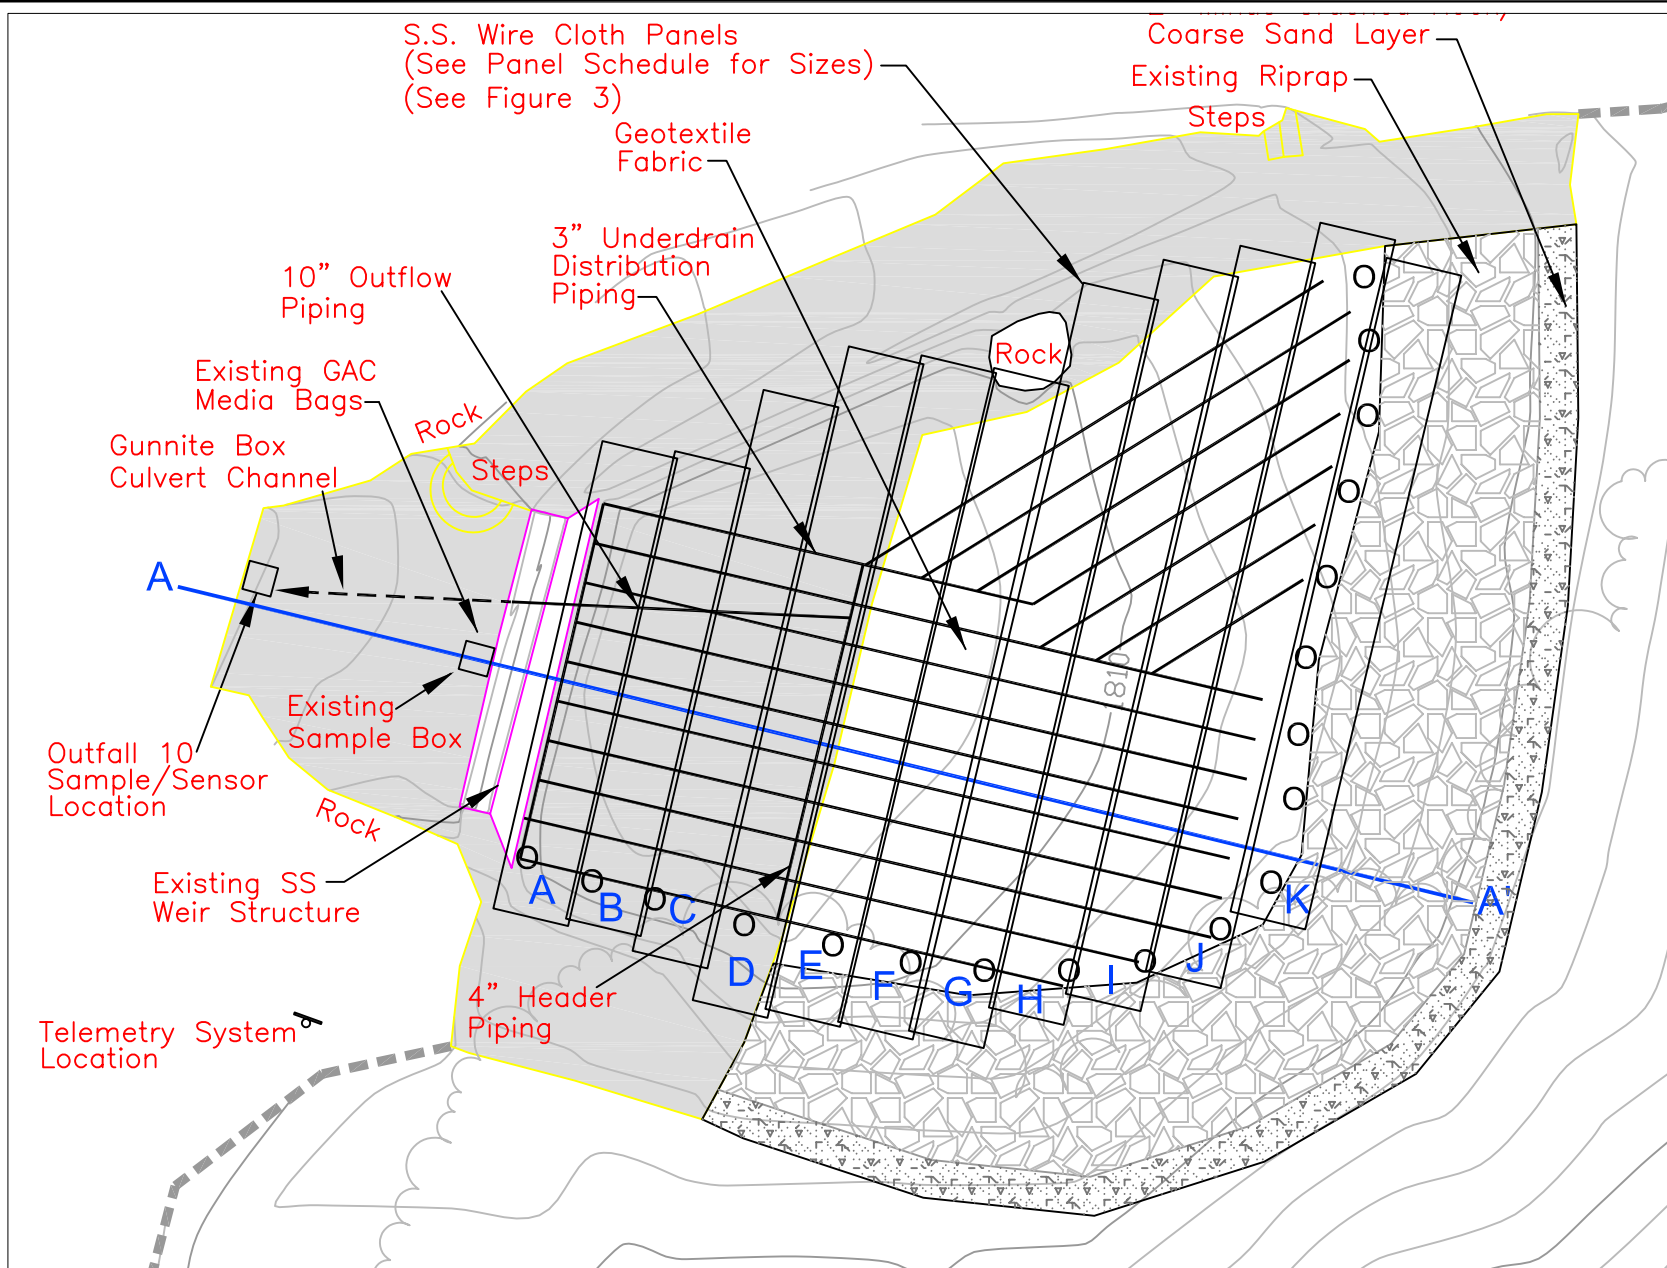 S.S. Wire Cloth Panels
(See Panel Schedule for Sizes)
(See Figure 3)
Coarse Sand Layer
Existing Riprap
Steps
Geotextile
Fabric
3” Underdrain
Distribution
Piping
10” Outflow
Piping
Rock
Existing GAC
Media Bags
Rock
Steps
Gunnite Box
Culvert Channel
A
1810
Existing
Sample Box
Outfall 10
Sample/Sensor
Location
Rock
Existing SS
Weir Structure
A
B
C
D
E
F
G
H
I
J
K
A'
4” Header
Piping
Telemetry System
Location